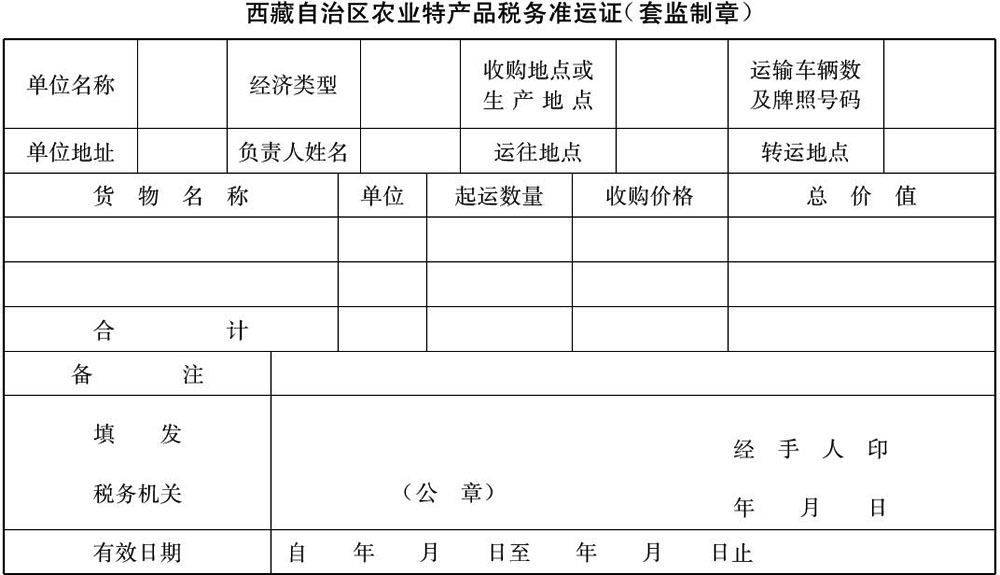 西藏自治区农业特产品税务准运证（套监制章）
单位名称 经济类型 收购地点或 运输车辆数
生产地点 及牌照号码
单位地址 负责人姓名 运往地点 转运地点
货物名称 单位 起运数量 收购价格 总价值
合计
备注
填发
经手人印
税务机关 （公章）
年 月 日
有效日期 自 年 月 日至 年 月 日止